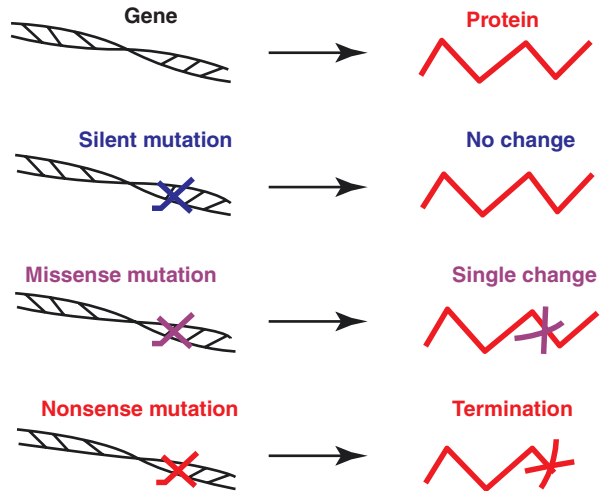 Gene
Protein
Silent mutation
No change
Missense mutation
Single change
Nonsense mutation
Termination